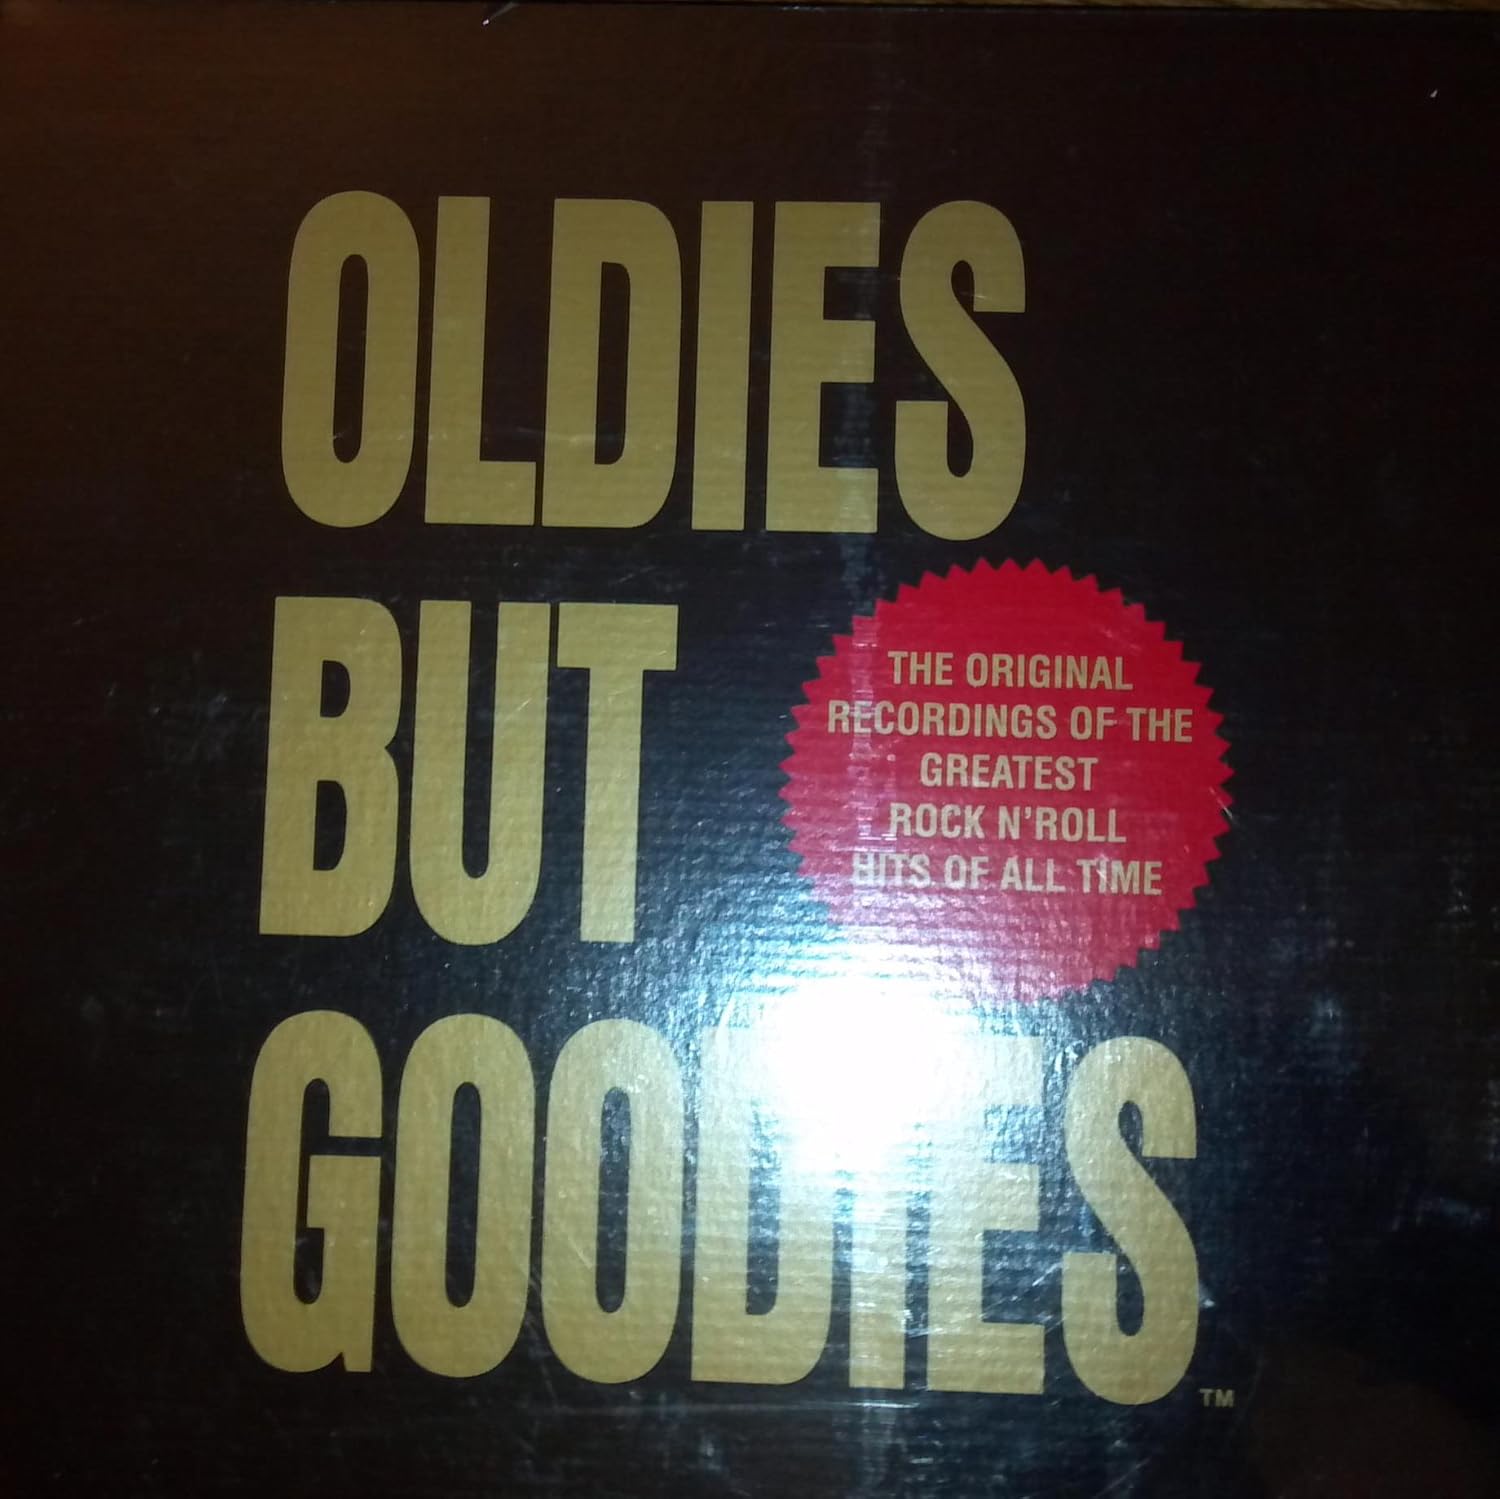 OLDIES
BUT
THE ORIGINAL
RECORDINGS OF THE
GREATEST
ROCK N'ROLL
HITS OF ALL TIME
GOODIES
TM